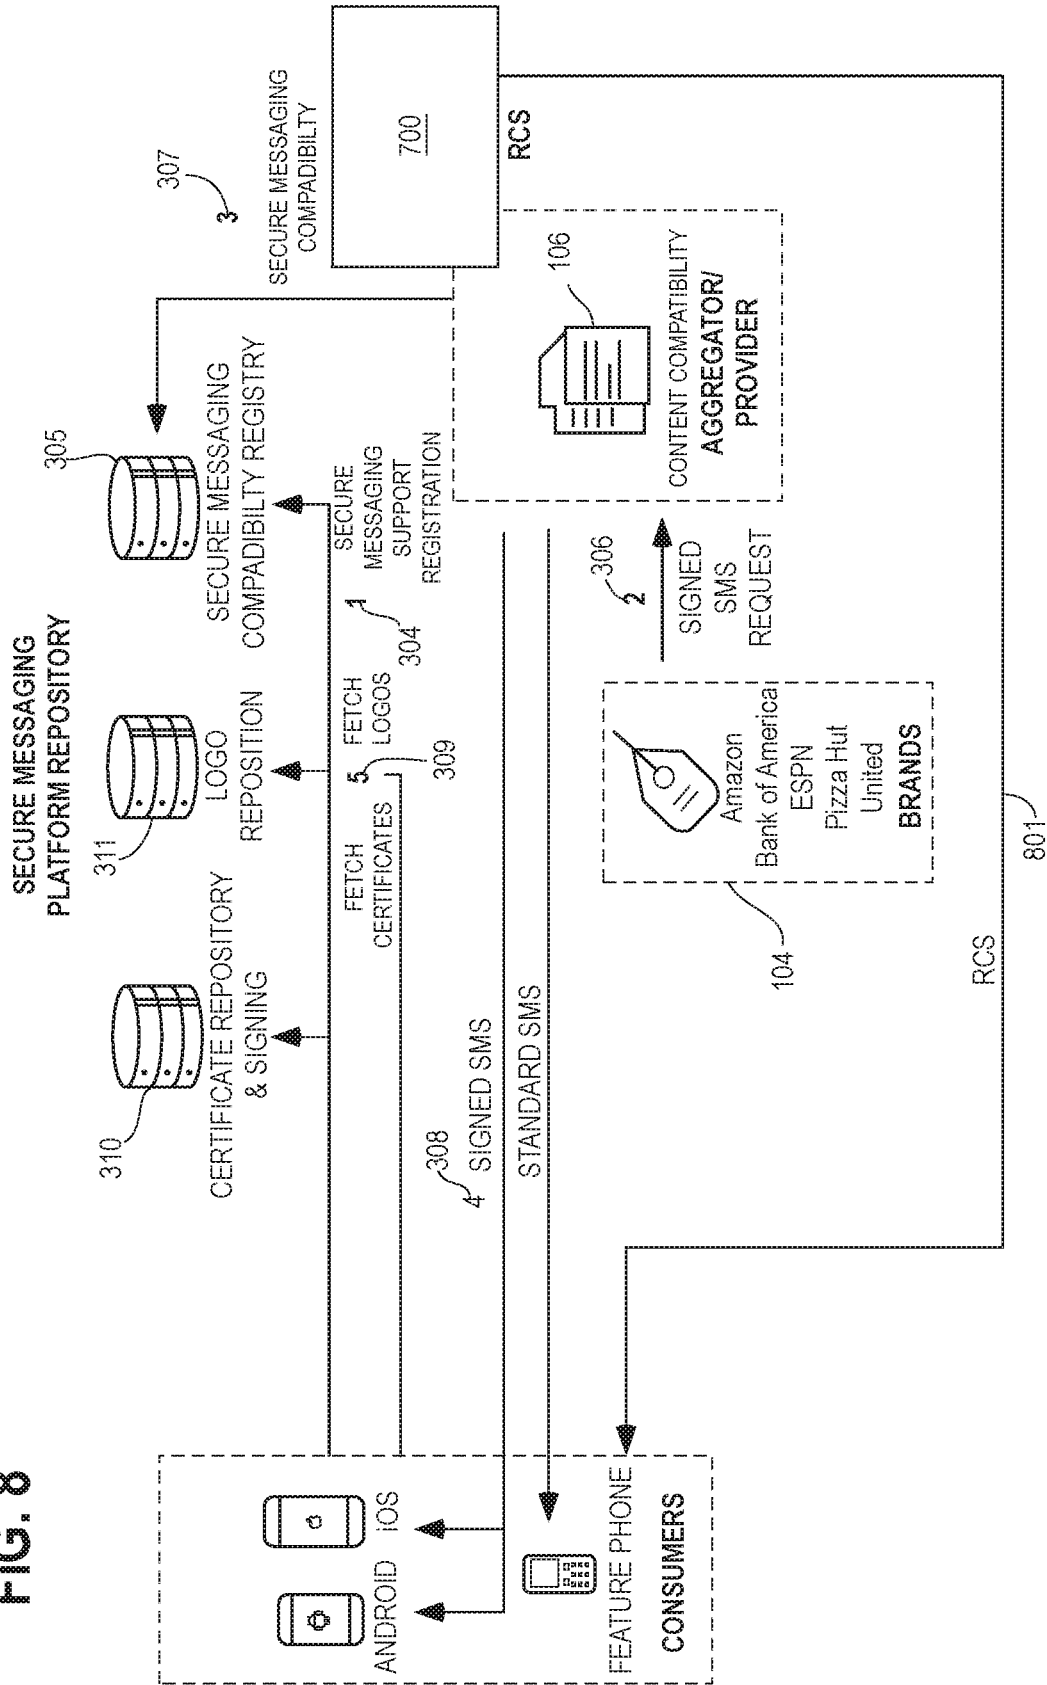 FIG. 8
SECURE MESSAGING
PLATFORM REPOSITORY
310
CERTIFICATE REPOSITORY
& SIGNING
311
LOGO
REPOSITION
305
SECURE MESSAGING
COMPADIBILTY REGISTRY
307
3
SECURE MESSAGING
COMPADIBILTY
700
RCS
FETCH
CERTIFICATES
5
309
FETCH
LOGOS
1
304
SECURE
MESSAGING
SUPPORT
REGISTRATION
ANDROID
iOS
FEATURE PHONE
CONSUMERS
308
4
SIGNED SMS
STANDARD SMS
306
2
SIGNED
SMS
REQUEST
106
CONTENT COMPATIBILITY
AGGREGATOR/
PROVIDER
Amazon
Bank of America
ESPN
Pizza Hut
United
BRANDS
104
RCS
801